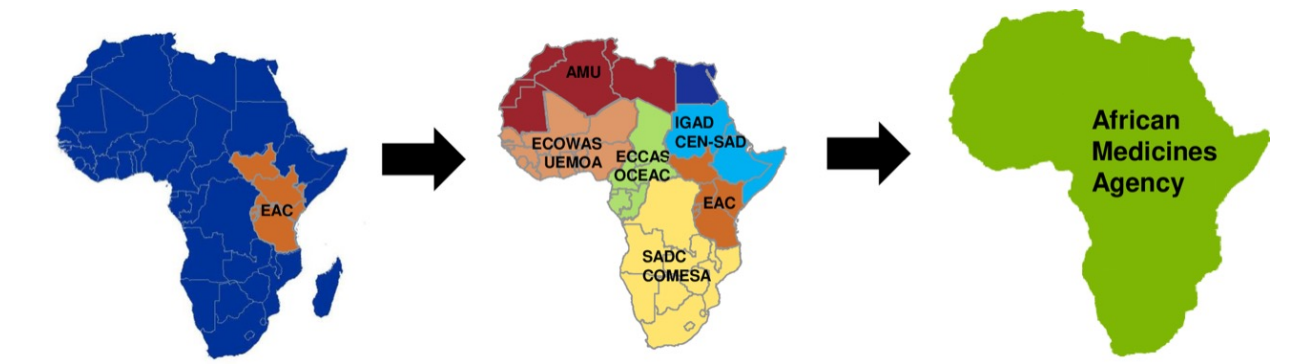 EAC
AMU
ECOWAS
UEMOA
ECCAS
OCEAC
IGAD
CEN-SAD
EAC
SADC
COMESA
African
Medicines
Agency